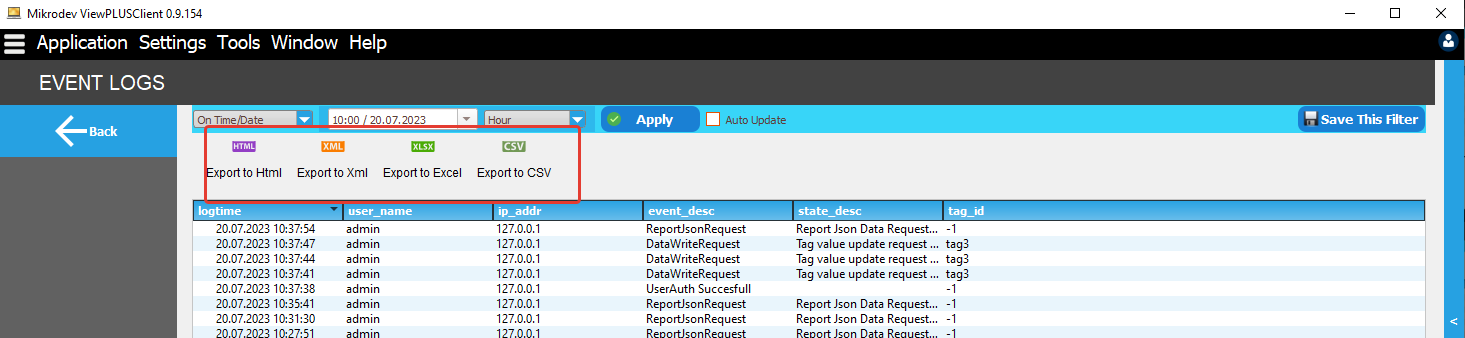 Mikrodev ViewPLUSClient 0.9.154
Application Settings Tools Window Help
EVENT LOGS
Back
On Time/Date 10:00 / 20.07.2023 Hour Apply Auto Update Save This Filter
HTML XML XLSX CSV
Export to Html Export to Xml Export to Excel Export to CSV
logtime user_name ip_addr event_desc state_desc tag_id
20.07.2023 10:37:54 admin 127.0.0.1 ReportJsonRequest Report Json Data Request... -1
20.07.2023 10:37:47 admin 127.0.0.1 DataWriteRequest Tag value update request ... tag3
20.07.2023 10:37:44 admin 127.0.0.1 DataWriteRequest Tag value update request ... tag3
20.07.2023 10:37:41 admin 127.0.0.1 DataWriteRequest Tag value update request ... tag3
20.07.2023 10:37:38 admin 127.0.0.1 UserAuth Succesfull -1
20.07.2023 10:35:41 admin 127.0.0.1 ReportJsonRequest Report Json Data Request... -1
20.07.2023 10:31:30 admin 127.0.0.1 ReportJsonRequest Report Json Data Request... -1
20.07.2023 10:27:51 admin 127.0.0.1 ReportJsonRequest Report Json Data Request... -1
<